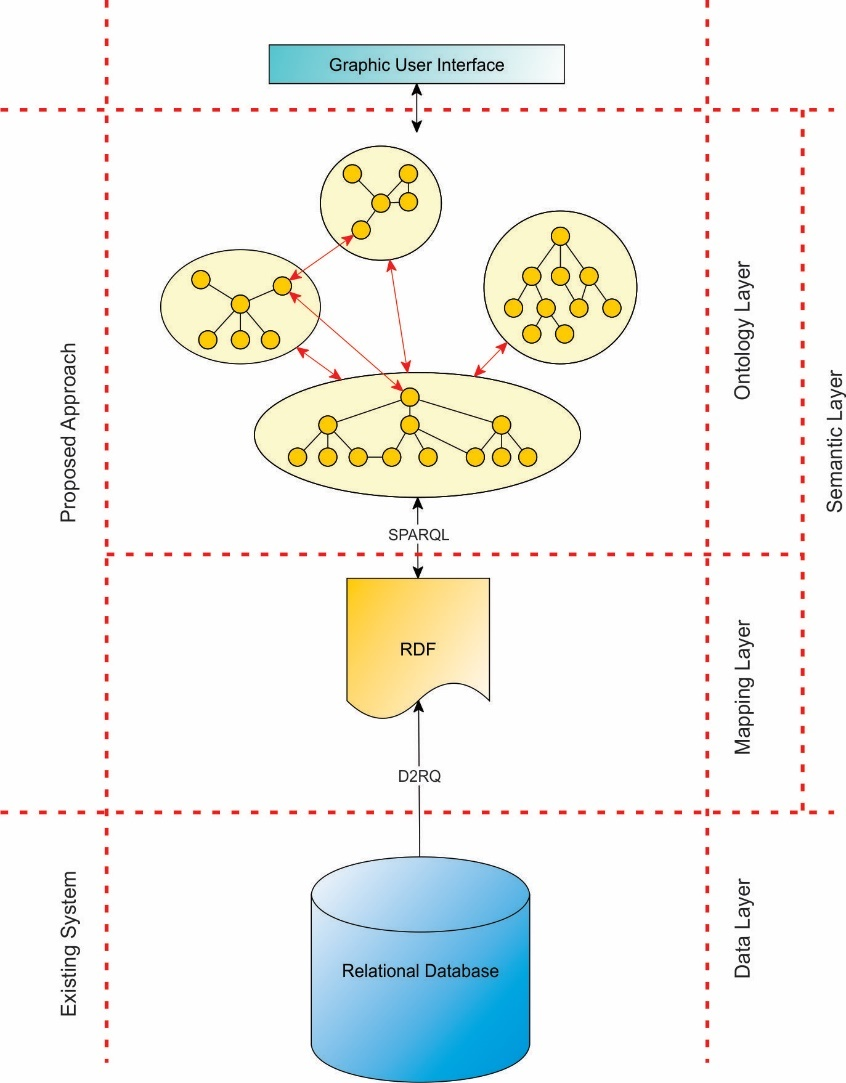 Graphic User Interface
Proposed Approach
Ontology Layer
Semantic Layer
SPARQL
RDF
Mapping Layer
D2RQ
Existing System
Relational Database
Data Layer